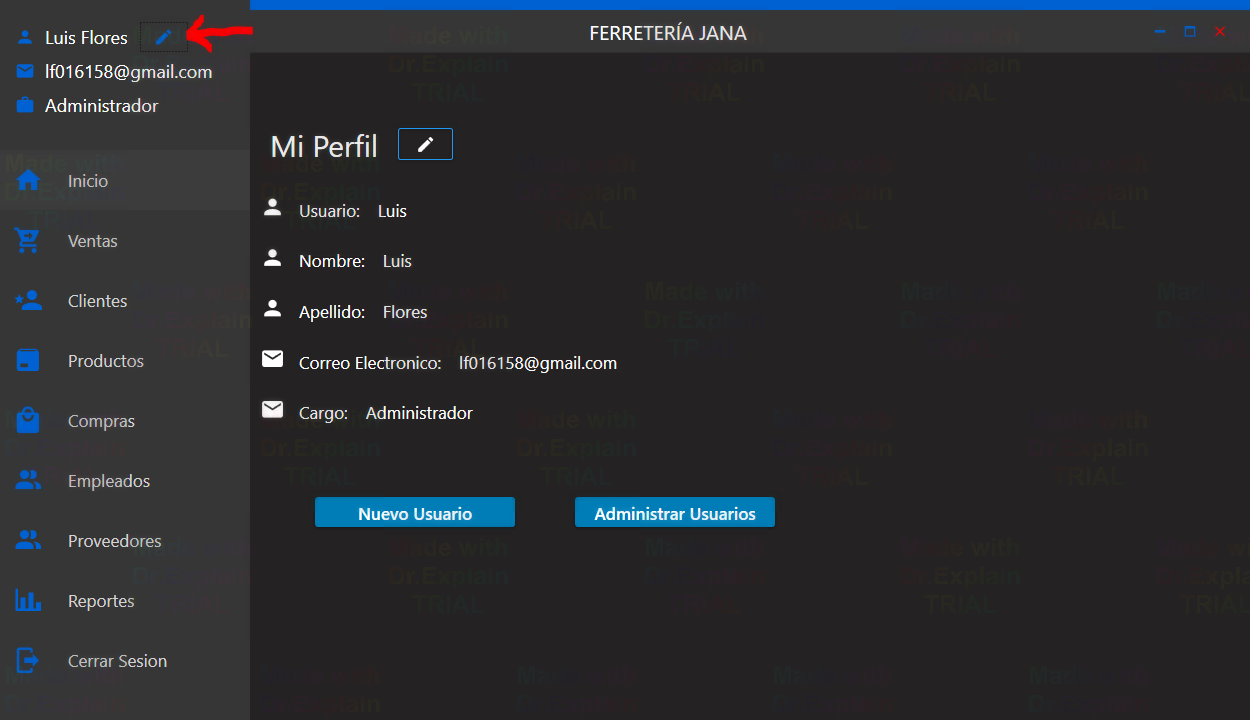 Luis Flores
lf016158@gmail.com
Administrador
Inicio
Ventas
Clientes
Productos
Compras
Empleados
Proveedores
Reportes
Cerrar Sesion
FERRETERÍA JANA
Mi Perfil
Usuario: Luis
Nombre: Luis
Apellido: Flores
Correo Electronico: lf016158@gmail.com
Cargo: Administrador
Nuevo Usuario Administrar Usuarios
Made with
Dr.Explain
TRIAL